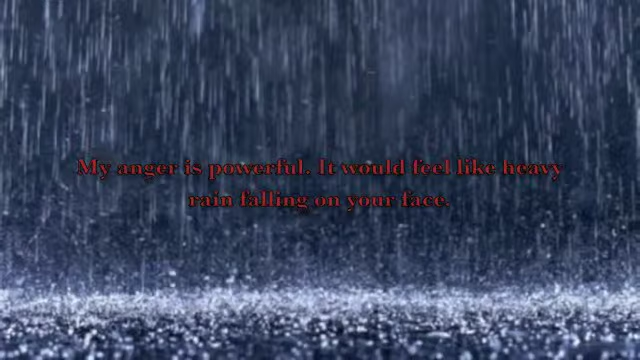 My anger is powerful. It would feel like heavy
rain falling on your face.